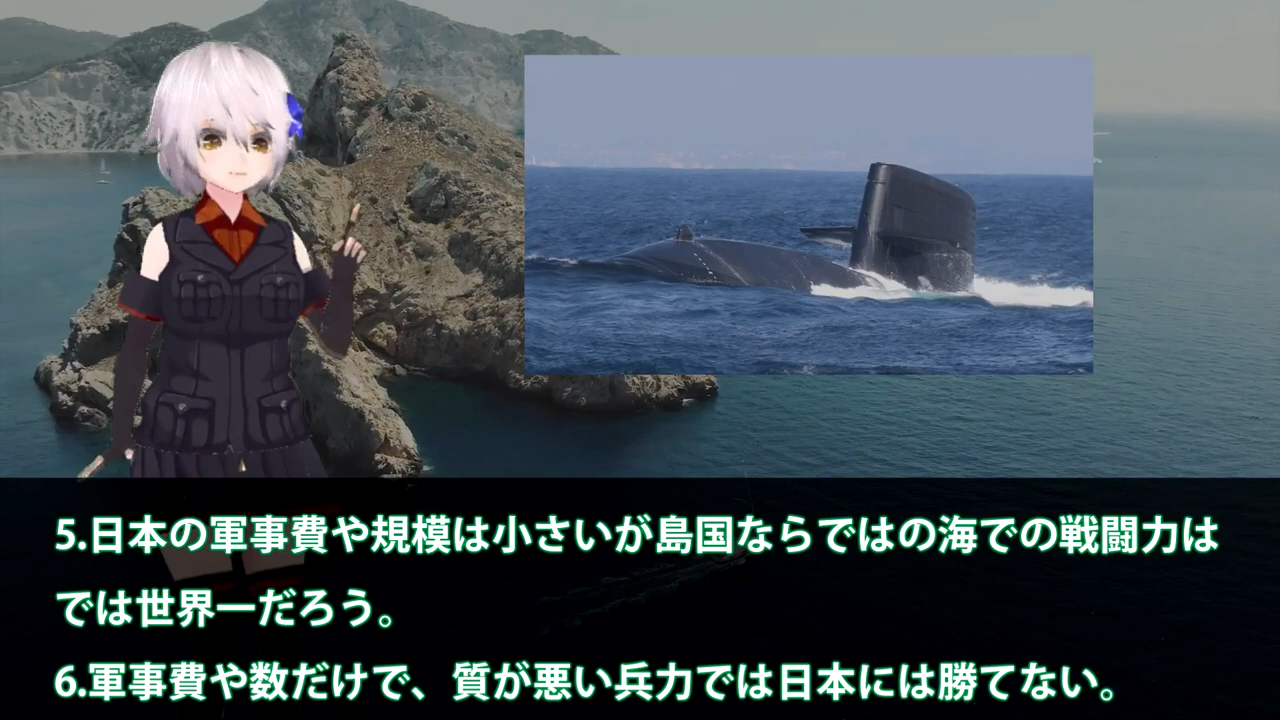 5.日本の軍事費や規模は小さいが島国ならではの海での戦闘力は
では世界一だろう。
6.軍事費や数だけで、質が悪い兵力では日本には勝てない。